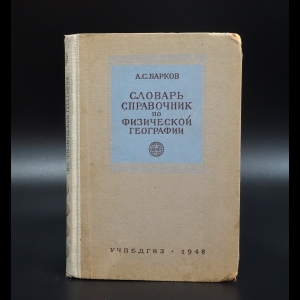 А.С.БАРКОВ
СЛОВАРЬ
СПРАВОЧНИК
ПО
ФИЗИЧЕСКОЙ
ГЕОГРАФИИ
УЧПЕДГИЗ • 1948